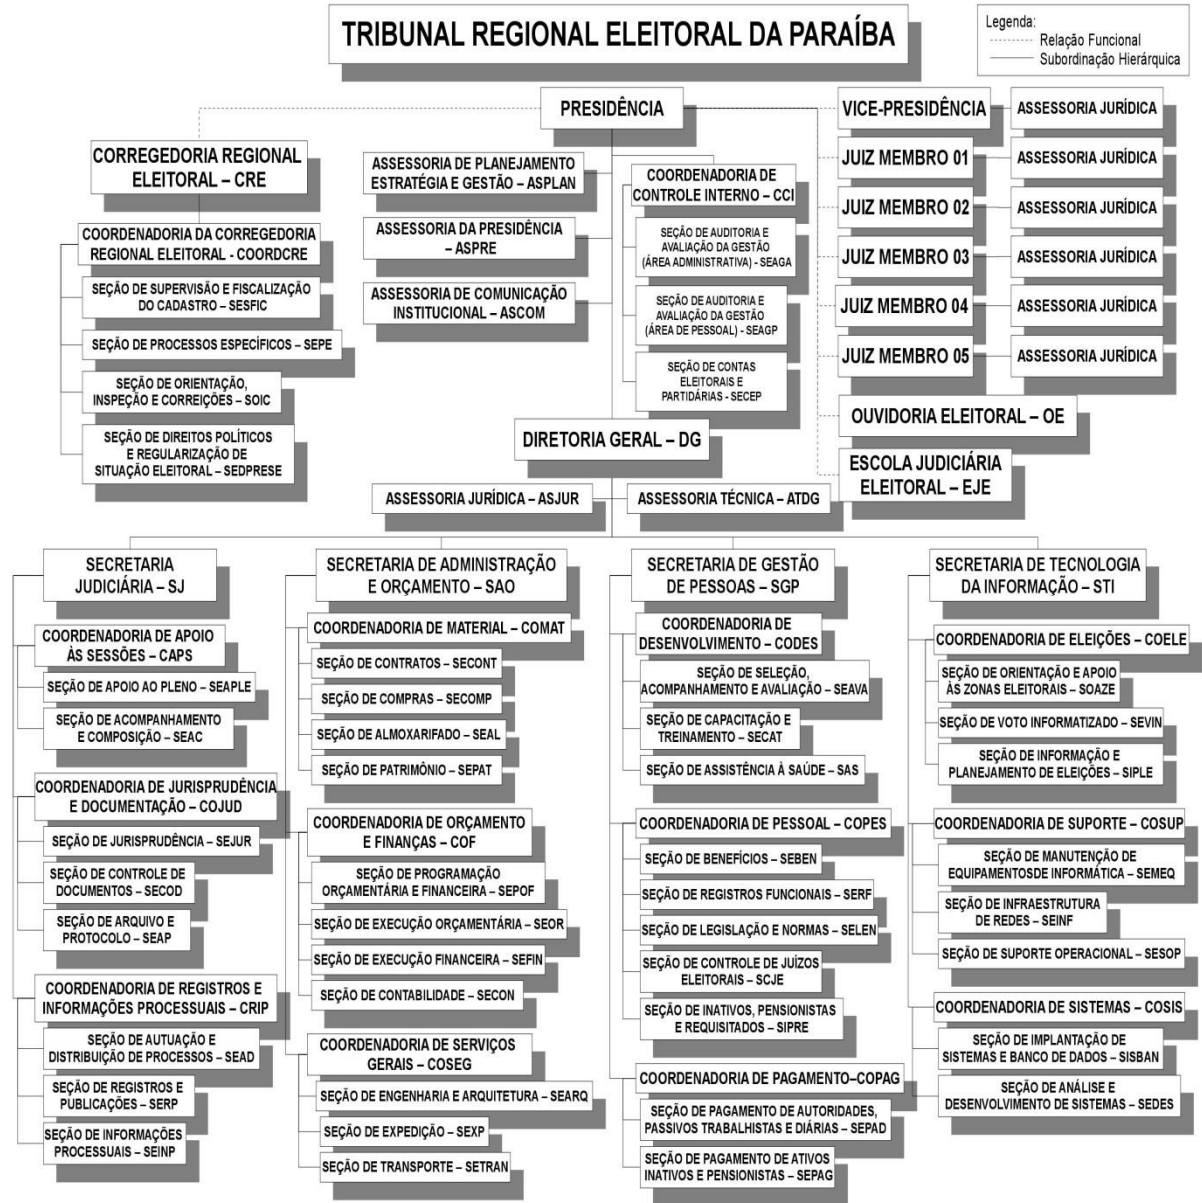 TRIBUNAL REGIONAL ELEITORAL DA PARAÍBA
Legenda:
Relação Funcional
Subordinação Hierárquica
PRESIDÊNCIA
VICE-PRESIDÊNCIA
ASSESSORIA JURÍDICA
JUIZ MEMBRO 01
ASSESSORIA JURÍDICA
JUIZ MEMBRO 02
ASSESSORIA JURÍDICA
JUIZ MEMBRO 03
ASSESSORIA JURÍDICA
JUIZ MEMBRO 04
ASSESSORIA JURÍDICA
JUIZ MEMBRO 05
ASSESSORIA JURÍDICA
OUVIDORIA ELEITORAL – OE
ESCOLA JUDICIÁRIA
ELEITORAL – EJE
CORREGEDORIA REGIONAL
ELEITORAL – CRE
COORDENADORIA DA CORREGEDORIA
REGIONAL ELEITORAL - COORDCRE
SEÇÃO DE SUPERVISÃO E FISCALIZAÇÃO
DO CADASTRO – SESFIC
SEÇÃO DE PROCESSOS ESPECÍFICOS – SEPE
SEÇÃO DE ORIENTAÇÃO,
INSPEÇÃO E CORREIÇÕES – SOIC
SEÇÃO DE DIREITOS POLÍTICOS
E REGULARIZAÇÃO DE
SITUAÇÃO ELEITORAL – SEDPRESE
ASSESSORIA DE PLANEJAMENTO
ESTRATÉGIA E GESTÃO – ASPLAN
ASSESSORIA DA PRESIDÊNCIA
– ASPRE
ASSESSORIA DE COMUNICAÇÃO
INSTITUCIONAL – ASCOM
COORDENADORIA DE
CONTROLE INTERNO – CCI
SEÇÃO DE AUDITORIA E
AVALIAÇÃO DA GESTÃO
(ÁREA ADMINISTRATIVA) - SEAGA
SEÇÃO DE AUDITORIA E
AVALIAÇÃO DA GESTÃO
(ÁREA DE PESSOAL) - SEAGP
SEÇÃO DE CONTAS
ELEITORAIS E
PARTIDÁRIAS - SECEP
DIRETORIA GERAL – DG
ASSESSORIA JURÍDICA – ASJUR
ASSESSORIA TÉCNICA – ATDG
SECRETARIA
JUDICIÁRIA – SJ
COORDENADORIA DE APOIO
ÀS SESSÕES – CAPS
SEÇÃO DE APOIO AO PLENO – SEAPLE
SEÇÃO DE ACOMPANHAMENTO
E COMPOSIÇÃO – SEAC
COORDENADORIA DE JURISPRUDÊNCIA
E DOCUMENTAÇÃO – COJUD
SEÇÃO DE JURISPRUDÊNCIA – SEJUR
SEÇÃO DE CONTROLE DE
DOCUMENTOS – SECOD
SEÇÃO DE ARQUIVO E
PROTOCOLO – SEAP
COORDENADORIA DE REGISTROS E
INFORMAÇÕES PROCESSUAIS – CRIP
SEÇÃO DE AUTUAÇÃO E
DISTRIBUIÇÃO DE PROCESSOS – SEAD
SEÇÃO DE REGISTROS E
PUBLICAÇÕES – SERP
SEÇÃO DE INFORMAÇÕES
PROCESSUAIS – SEINP
SECRETARIA DE ADMINISTRAÇÃO
E ORÇAMENTO – SAO
COORDENADORIA DE MATERIAL – COMAT
SEÇÃO DE CONTRATOS – SECONT
SEÇÃO DE COMPRAS – SECOMP
SEÇÃO DE ALMOXARIFADO – SEAL
SEÇÃO DE PATRIMÔNIO – SEPAT
COORDENADORIA DE ORÇAMENTO
E FINANÇAS – COF
SEÇÃO DE PROGRAMAÇÃO
ORÇAMENTÁRIA E FINANCEIRA – SEPOF
SEÇÃO DE EXECUÇÃO ORÇAMENTÁRIA – SEOR
SEÇÃO DE EXECUÇÃO FINANCEIRA – SEFIN
SEÇÃO DE CONTABILIDADE – SECON
COORDENADORIA DE SERVIÇOS
GERAIS – COSEG
SEÇÃO DE ENGENHARIA E ARQUITETURA – SEARQ
SEÇÃO DE EXPEDIÇÃO – SEXP
SEÇÃO DE TRANSPORTE – SETRAN
SECRETARIA DE GESTÃO
DE PESSOAS – SGP
COORDENADORIA DE
DESENVOLVIMENTO – CODES
SEÇÃO DE SELEÇÃO,
ACOMPANHAMENTO E AVALIAÇÃO – SEAVA
SEÇÃO DE CAPACITAÇÃO E
TREINAMENTO – SECAT
SEÇÃO DE ASSISTÊNCIA À SAÚDE – SAS
COORDENADORIA DE PESSOAL – COPES
SEÇÃO DE BENEFÍCIOS – SEBEN
SEÇÃO DE REGISTROS FUNCIONAIS – SERF
SEÇÃO DE LEGISLAÇÃO E NORMAS – SELEN
SEÇÃO DE CONTROLE DE JUÍZOS
ELEITORAIS – SCJE
SEÇÃO DE INATIVOS, PENSIONISTAS
E REQUISITADOS – SIPRE
COORDENADORIA DE PAGAMENTO–COPAG
SEÇÃO DE PAGAMENTO DE AUTORIDADES,
PASSIVOS TRABALHISTAS E DIÁRIAS – SEPAD
SEÇÃO DE PAGAMENTO DE ATIVOS
INATIVOS E PENSIONISTAS – SEPAG
SECRETARIA DE TECNOLOGIA
DA INFORMAÇÃO – STI
COORDENADORIA DE ELEIÇÕES – COELE
SEÇÃO DE ORIENTAÇÃO E APOIO
ÀS ZONAS ELEITORAIS – SOAZE
SEÇÃO DE VOTO INFORMATIZADO – SEVIN
SEÇÃO DE INFORMAÇÃO E
PLANEJAMENTO DE ELEIÇÕES – SIPLE
COORDENADORIA DE SUPORTE – COSUP
SEÇÃO DE MANUTENÇÃO DE
EQUIPAMENTOSDE INFORMÁTICA – SEMEQ
SEÇÃO DE INFRAESTRUTURA
DE REDES – SEINF
SEÇÃO DE SUPORTE OPERACIONAL – SESOP
COORDENADORIA DE SISTEMAS – COSIS
SEÇÃO DE IMPLANTAÇÃO DE
SISTEMAS E BANCO DE DADOS – SISBAN
SEÇÃO DE ANÁLISE E
DESENVOLVIMENTO DE SISTEMAS – SEDES